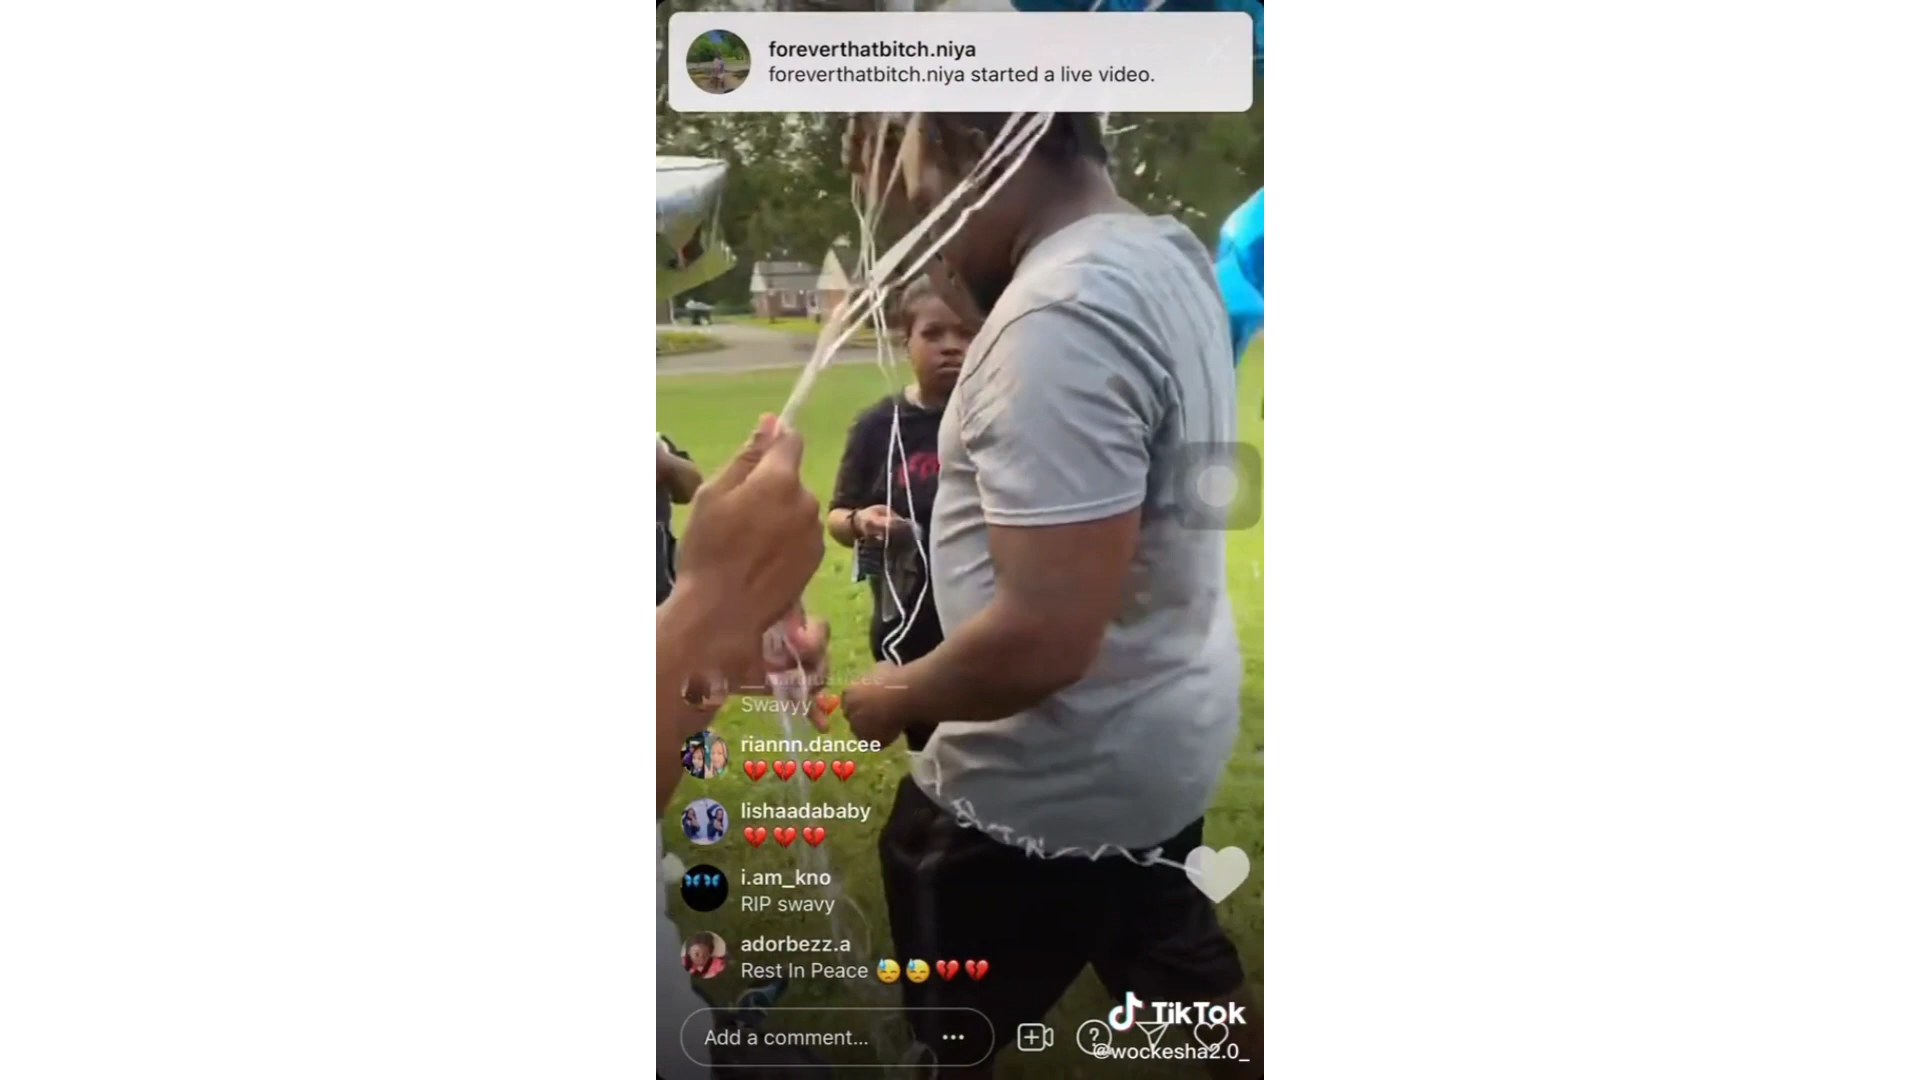 foreverthatbitch.niya
foreverthatbitch.niya started a live video.
Swavyy
riannn.dancee
lishaadababy
i.am_kno
RIP swavy
adorbezz.a
Rest In Peace
Add a comment...
TikTok
@wockesha2.0_